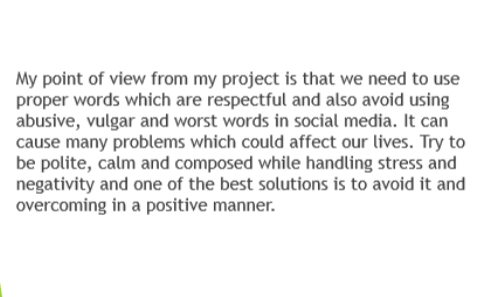 My point of view from my project is that we need to use
proper words which are respectful and also avoid using
abusive, vulgar and worst words in social media. It can
cause many problems which could affect our lives. Try to
be polite, calm and composed while handling stress and
negativity and one of the best solutions is to avoid it and
overcoming in a positive manner.